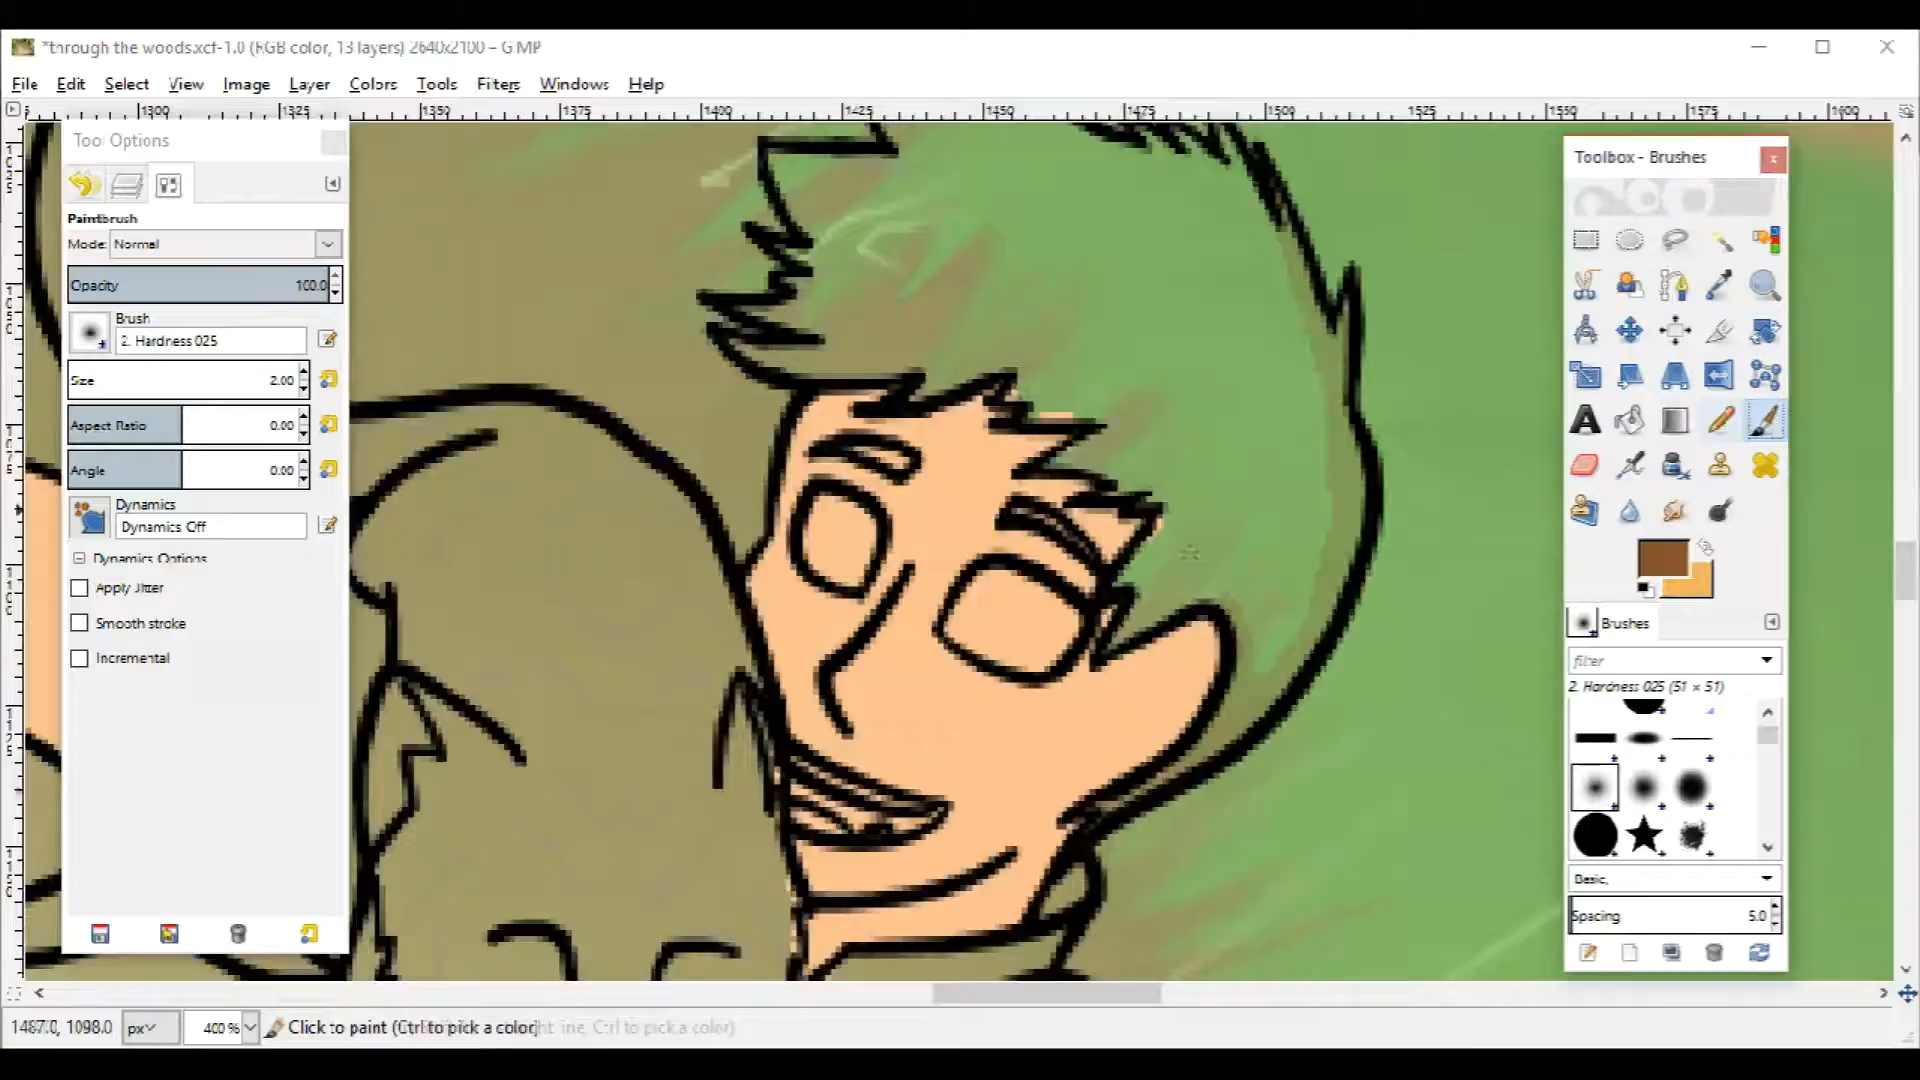 *through the woods.xcf-1.0 (RGB color, 13 layers) 2640x2100 – GIMP
File Edit Select View Image Layer Colors Tools Filters Windows Help
1300 1325 1350 1375 1400 1425 1450 1475 1500 1525 1550 1575 1600
Tool Options
Paintbrush
Mode: Normal
Opacity 100.0
Brush
2. Hardness 025
Size 2.00
Aspect Ratio 0.00
Angle 0.00
Dynamics
Dynamics Off
Dynamics Options
Apply Jitter
Smooth stroke
Incremental
Toolbox - Brushes
Brushes
filter
2. Hardness 025 (51 × 51)
Basic,
Spacing 5.0
1487.0, 1098.0 px 400 % Click to paint (Ctrl to pick a color)